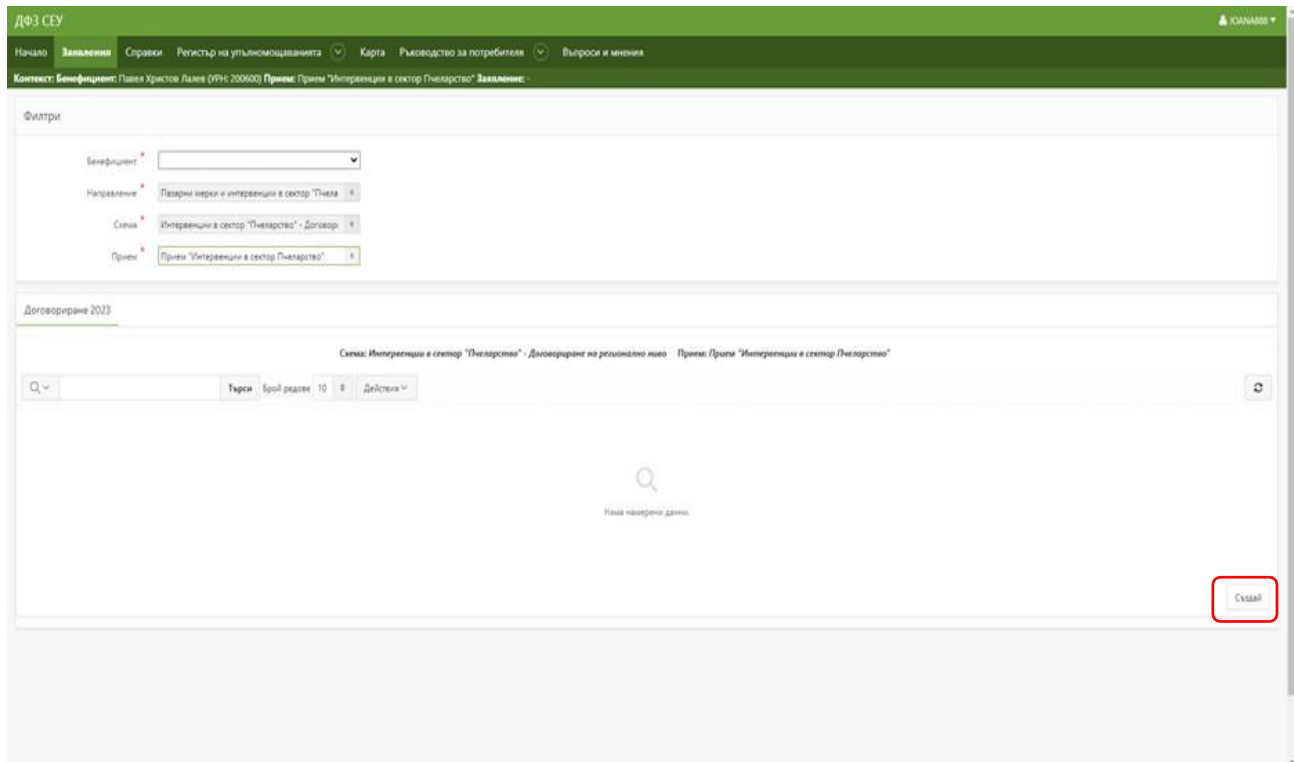 ДФЗ СЕУ
JOANA888
Начало Заявления Справки Регистър на упълномощаванията Карта Ръководство за потребителя Въпроси и мнения
Контекст: Бенефициент: Павел Христов Лалев (УРН: 200600) Прием: Прием "Интервенции в сектор Пчеларство" Заявление: -
Филтри
Бенефициент *
Направление * Пазарни мерки и интервенции в сектор "Пчела
Схема * Интервенции в сектор "Пчеларство" - Договор
Прием * Прием "Интервенции в сектор Пчеларство"
Договориране 2023
Схема: Интервенции в сектор "Пчеларство" - Договориране на регионално ниво Прием: Прием "Интервенции в сектор Пчеларство"
Търси Брой редове 10 Действия
Няма намерени данни.
Създай